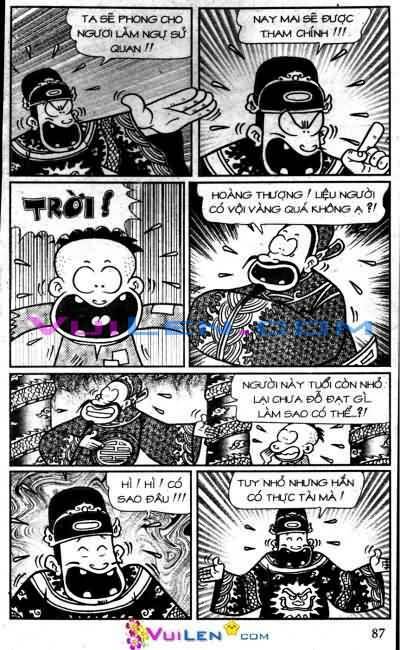 TA SẼ PHONG CHO
NGƯƠI LÀM NGỰ SỬ
QUAN !!
NAY MAI SẼ ĐƯỢC
THAM CHÍNH !!!
TRỜI!
HOÀNG THƯỢNG ! LIỆU NGƯỜI
CÓ VỘI VÀNG QUÁ KHÔNG Ạ ?!
VUILEN.COM
NGƯỜI NÀY TUỔI CÒN NHỎ
LẠI CHƯA ĐỖ ĐẠT GÌ..
LÀM SAO CÓ THỂ..?!
HÌ ! HÌ ! CÓ
SAO ĐÂU !!!
TUY NHỎ NHƯNG HẮN
CÓ THỰC TÀI MÀ !
87
VUILEN.COM